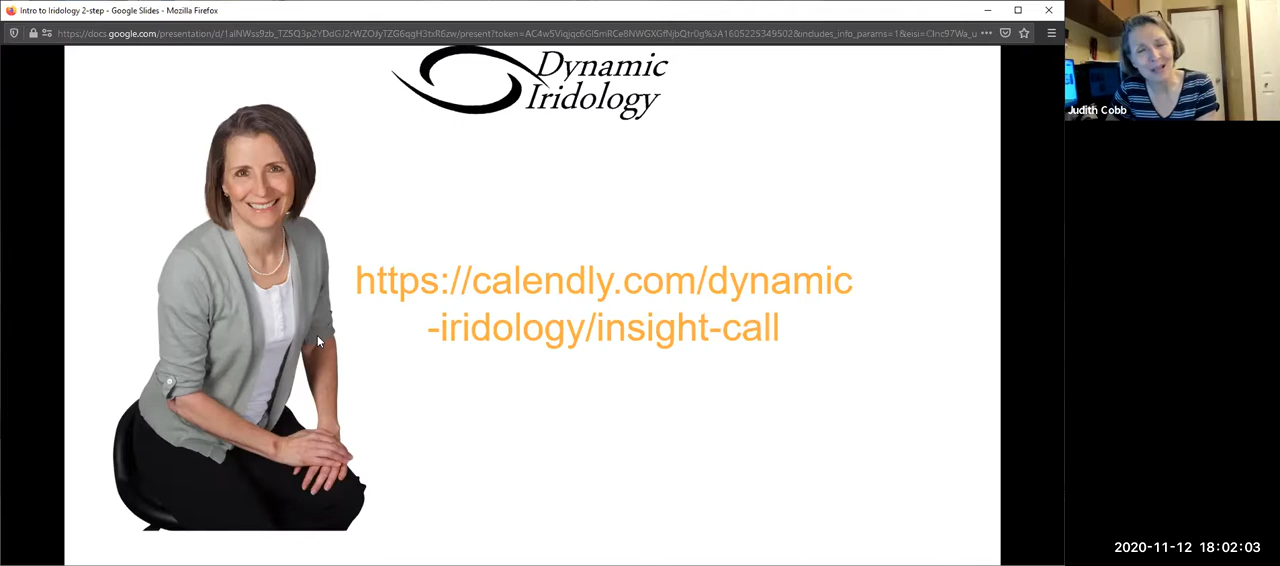 Intro to Iridology 2-step - Google Slides - Mozilla Firefox
Dynamic
Iridology
https://calendly.com/dynamic
-iridology/insight-call
Judith Cobb
2020-11-12 18:02:03